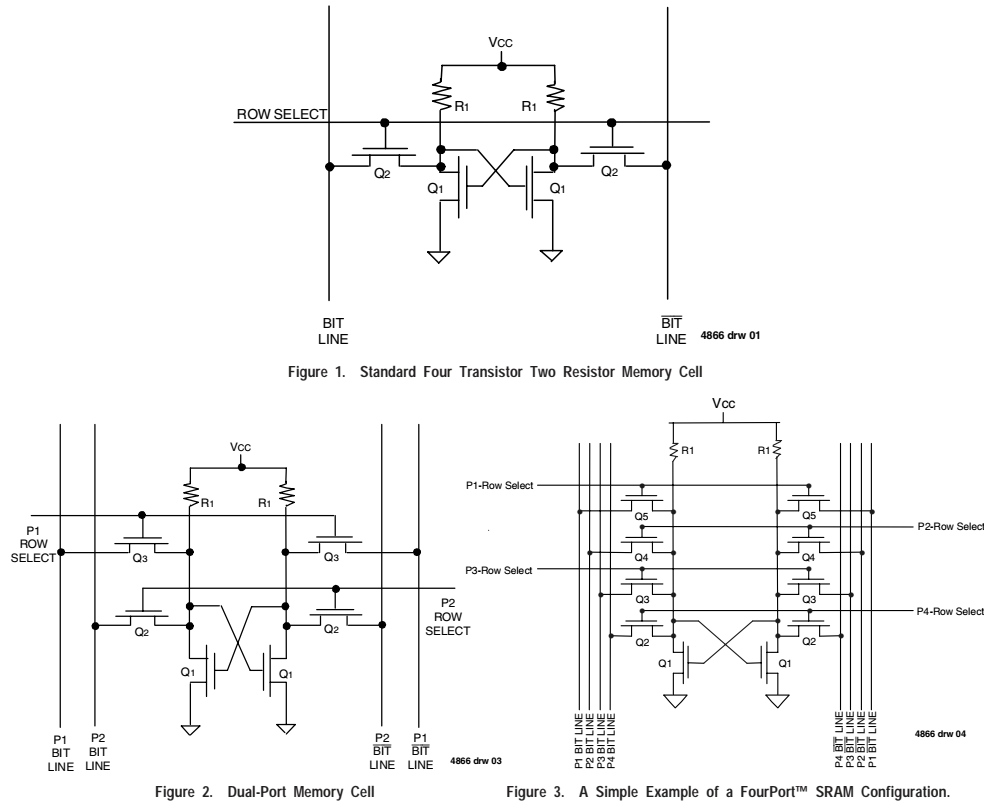 VCC
R1
R1
ROW SELECT
Q2
Q2
Q1
Q1
BIT
LINE
BIT
LINE
4866 drw 01
Figure 1. Standard Four Transistor Two Resistor Memory Cell
VCC
R1
R1
P1
ROW
SELECT
Q3
Q3
P2
ROW
SELECT
Q2
Q2
Q1
Q1
P1
BIT
LINE
P2
BIT
LINE
P2
BIT
LINE
P1
BIT
LINE
4866 drw 03
Figure 2. Dual-Port Memory Cell
VCC
R1
R1
P1-Row Select
Q5
Q5
P2-Row Select
Q4
Q4
P3-Row Select
Q3
Q3
P4-Row Select
Q2
Q2
Q1
Q1
P1 BIT LINE
P2 BIT LINE
P3 BIT LINE
P4 BIT LINE
P4 BIT LINE
P3 BIT LINE
P2 BIT LINE
P1 BIT LINE
4866 drw 04
Figure 3. A Simple Example of a FourPort™ SRAM Configuration.